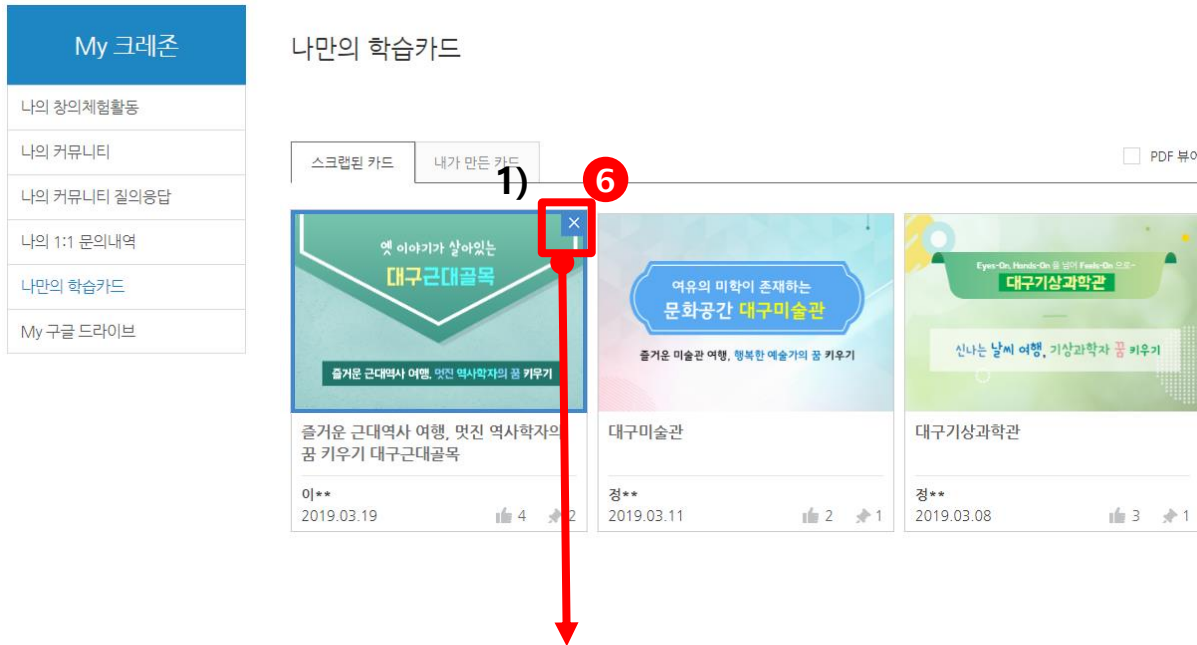 My 크레존
나의 창의체험활동
나의 커뮤니티
나의 커뮤니티 질의응답
나의 1:1 문의내역
나만의 학습카드
My 구글 드라이브
나만의 학습카드
스크랩된 카드
내가 만든 카드
PDF 뷰어
1)
6
옛 이야기가 살아있는
대구근대골목
즐거운 근대역사 여행, 멋진 역사학자의 꿈 키우기
즐거운 근대역사 여행, 멋진 역사학자의
꿈 키우기 대구근대골목
이**
2019.03.19
4
2
여유의 미학이 존재하는
문화공간 대구미술관
즐거운 미술관 여행, 행복한 예술가의 꿈 키우기
대구미술관
정**
2019.03.11
2
1
Eyes-On, Hands-On 을 넘어 Feels-On 으로~
대구기상과학관
신나는 날씨 여행, 기상과학자 꿈 키우기
대구기상과학관
정**
2019.03.08
3
1